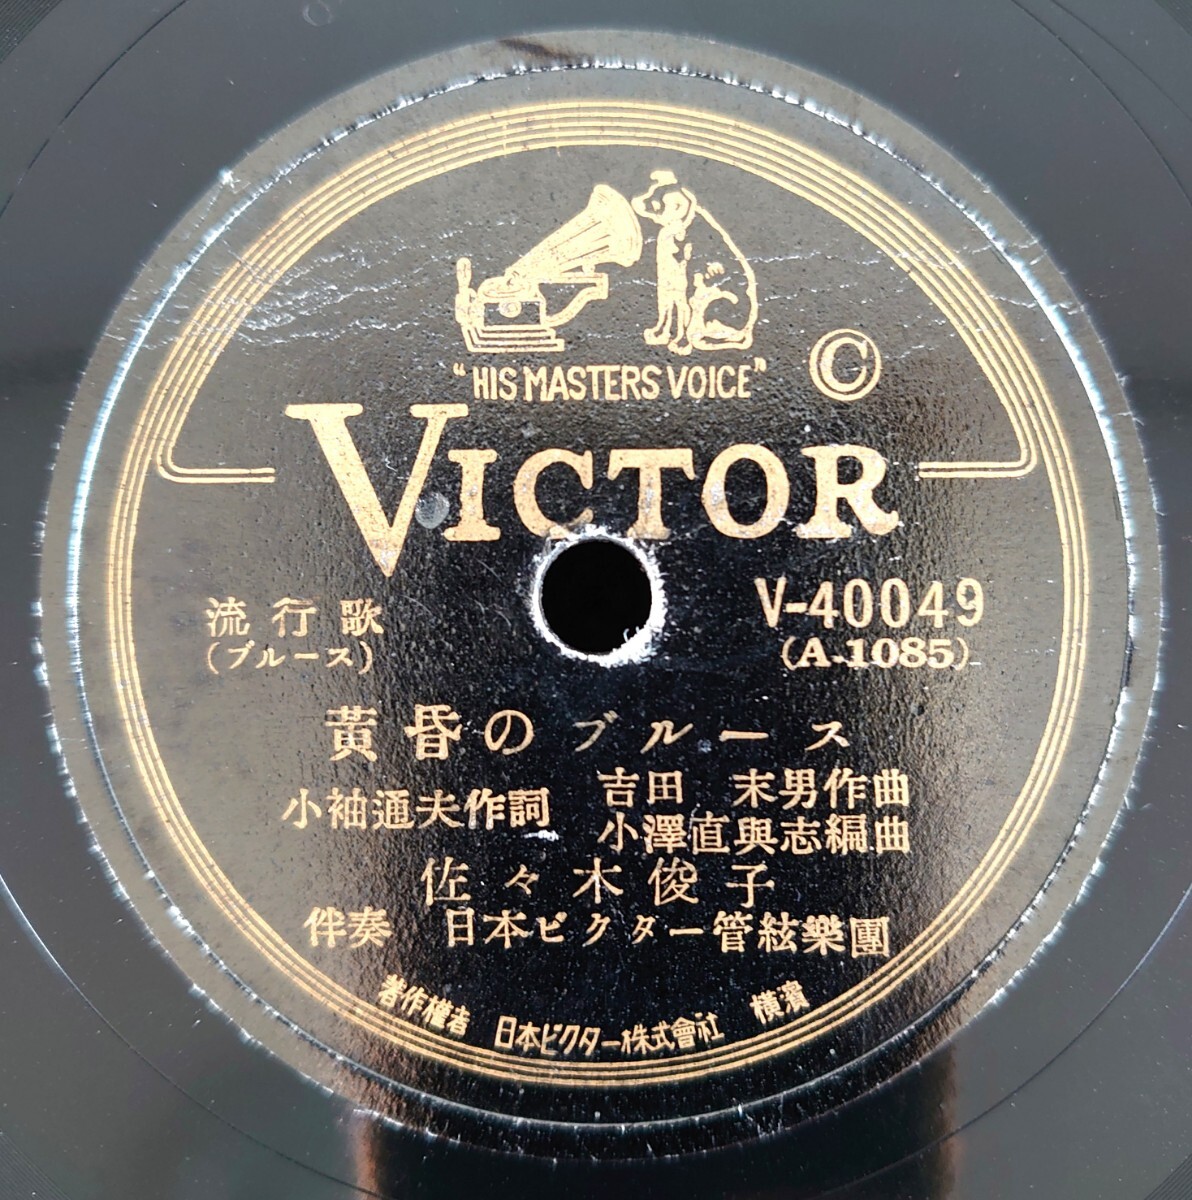 "HIS MASTERS VOICE"
©
VICTOR
流行歌
(ブルース)
V-40049
(A-1085)
黄昏のブルース
小袖通夫作詞
吉田 末男作曲
小澤直與志編曲
佐々木俊子
伴奏 日本ビクター管絃樂團
著作權者 日本ビクター株式會社 横濱